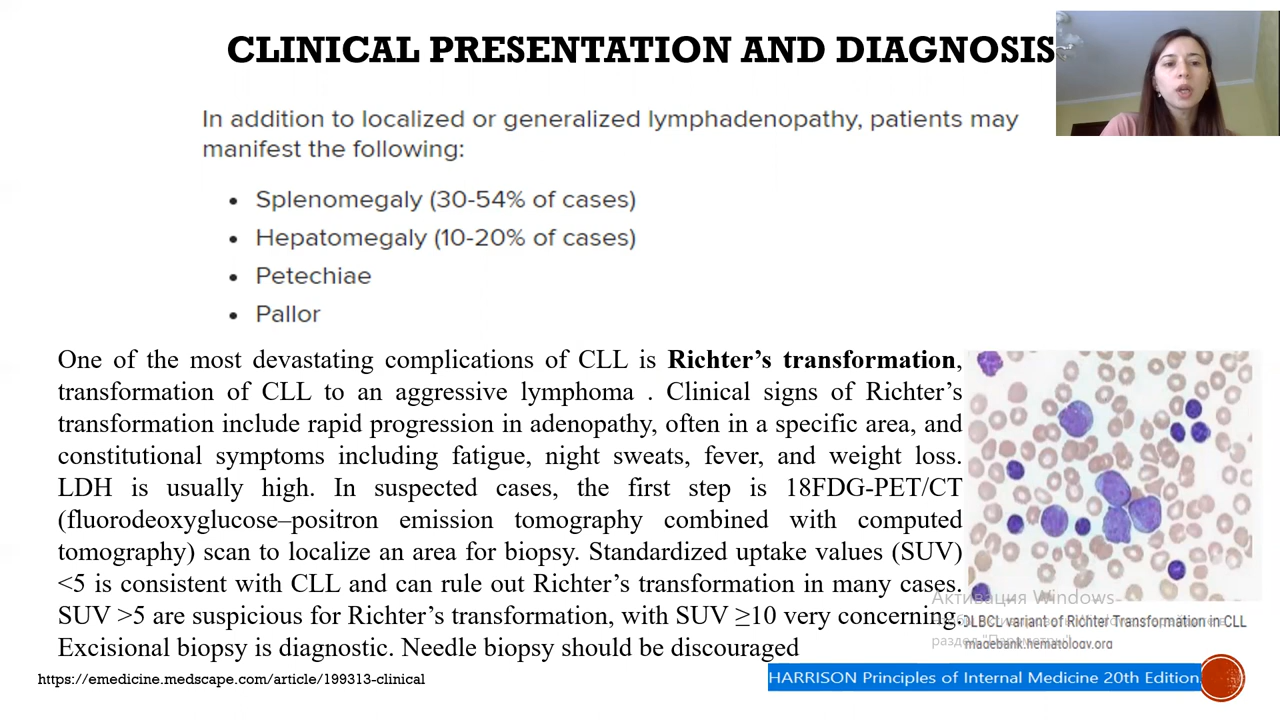 CLINICAL PRESENTATION AND DIAGNOSIS
In addition to localized or generalized lymphadenopathy, patients may
manifest the following:
• Splenomegaly (30-54% of cases)
• Hepatomegaly (10-20% of cases)
• Petechiae
• Pallor
One of the most devastating complications of CLL is Richter’s transformation,
transformation of CLL to an aggressive lymphoma . Clinical signs of Richter’s
transformation include rapid progression in adenopathy, often in a specific area, and
constitutional symptoms including fatigue, night sweats, fever, and weight loss.
LDH is usually high. In suspected cases, the first step is 18FDG-PET/CT
(fluorodeoxyglucose–positron emission tomography combined with computed
tomography) scan to localize an area for biopsy. Standardized uptake values (SUV)
<5 is consistent with CLL and can rule out Richter’s transformation in many cases.
SUV >5 are suspicious for Richter’s transformation, with SUV ≥10 very concerning.
Excisional biopsy is diagnostic. Needle biopsy should be discouraged
Активация Windows
DLBCL variant of Richter Transformation in CLL
раздел "Параметры".
imagebank.hematology.org
https://emedicine.medscape.com/article/199313-clinical
HARRISON Principles of Internal Medicine 20th Edition